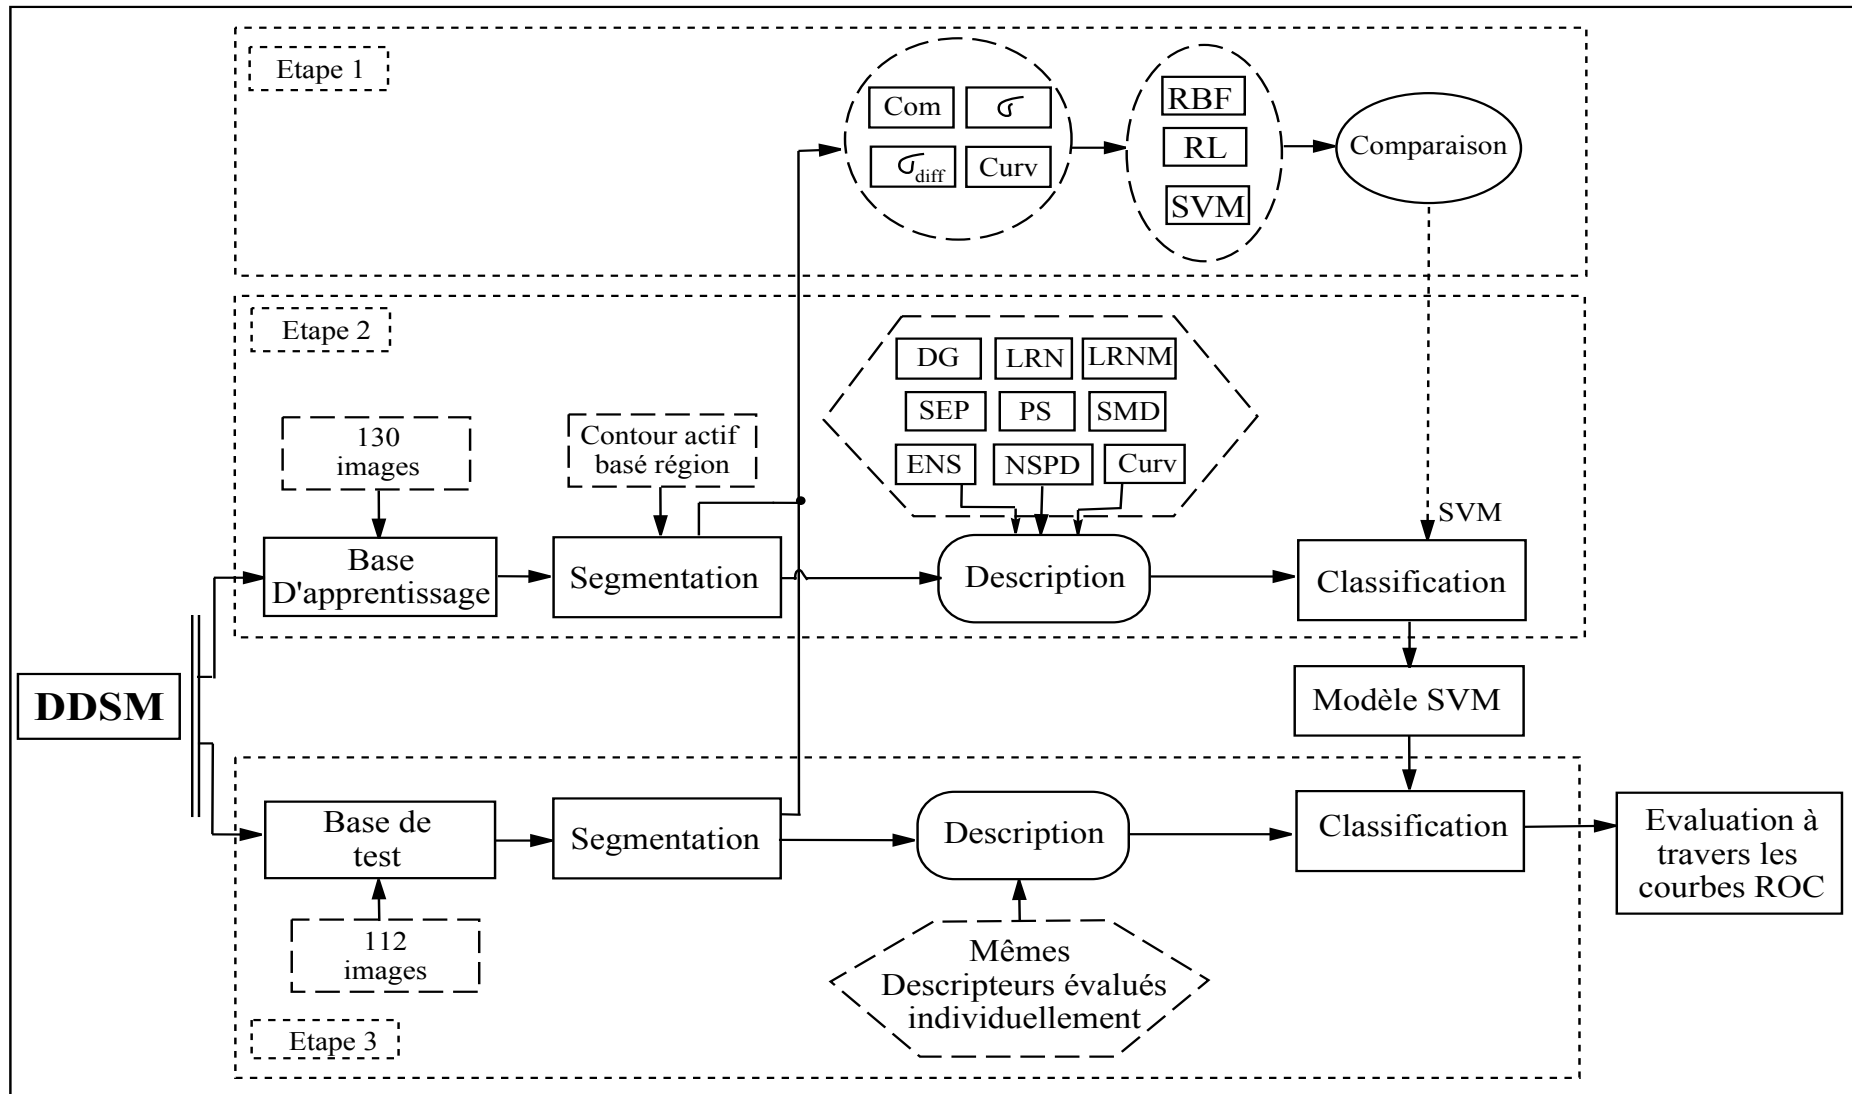 Etape 1
Com
σ
σdiff
Curv
RBF
RL
SVM
Comparaison
Etape 2
130
images
Contour actif
basé région
DG
LRN
LRNM
SEP
PS
SMD
ENS
NSPD
Curv
SVM
Base
D'apprentissage
Segmentation
Description
Classification
DDSM
Modèle SVM
Base de
test
Segmentation
Description
Classification
Evaluation à
travers les
courbes ROC
112
images
Mêmes
Descripteurs évalués
individuellement
Etape 3